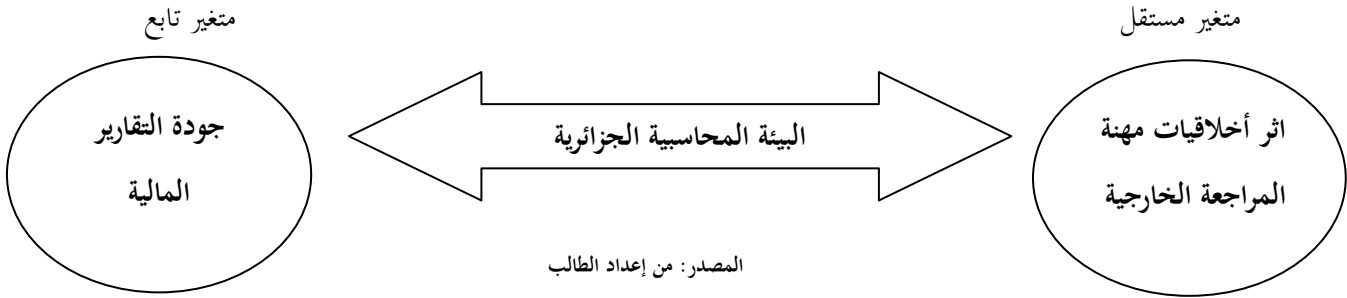 متغير مستقل
متغير تابع
اثر أخلاقيات مهنة
المراجعة الخارجية
البيئة المحاسبية الجزائرية
جودة التقارير
المالية
المصدر: من إعداد الطالب